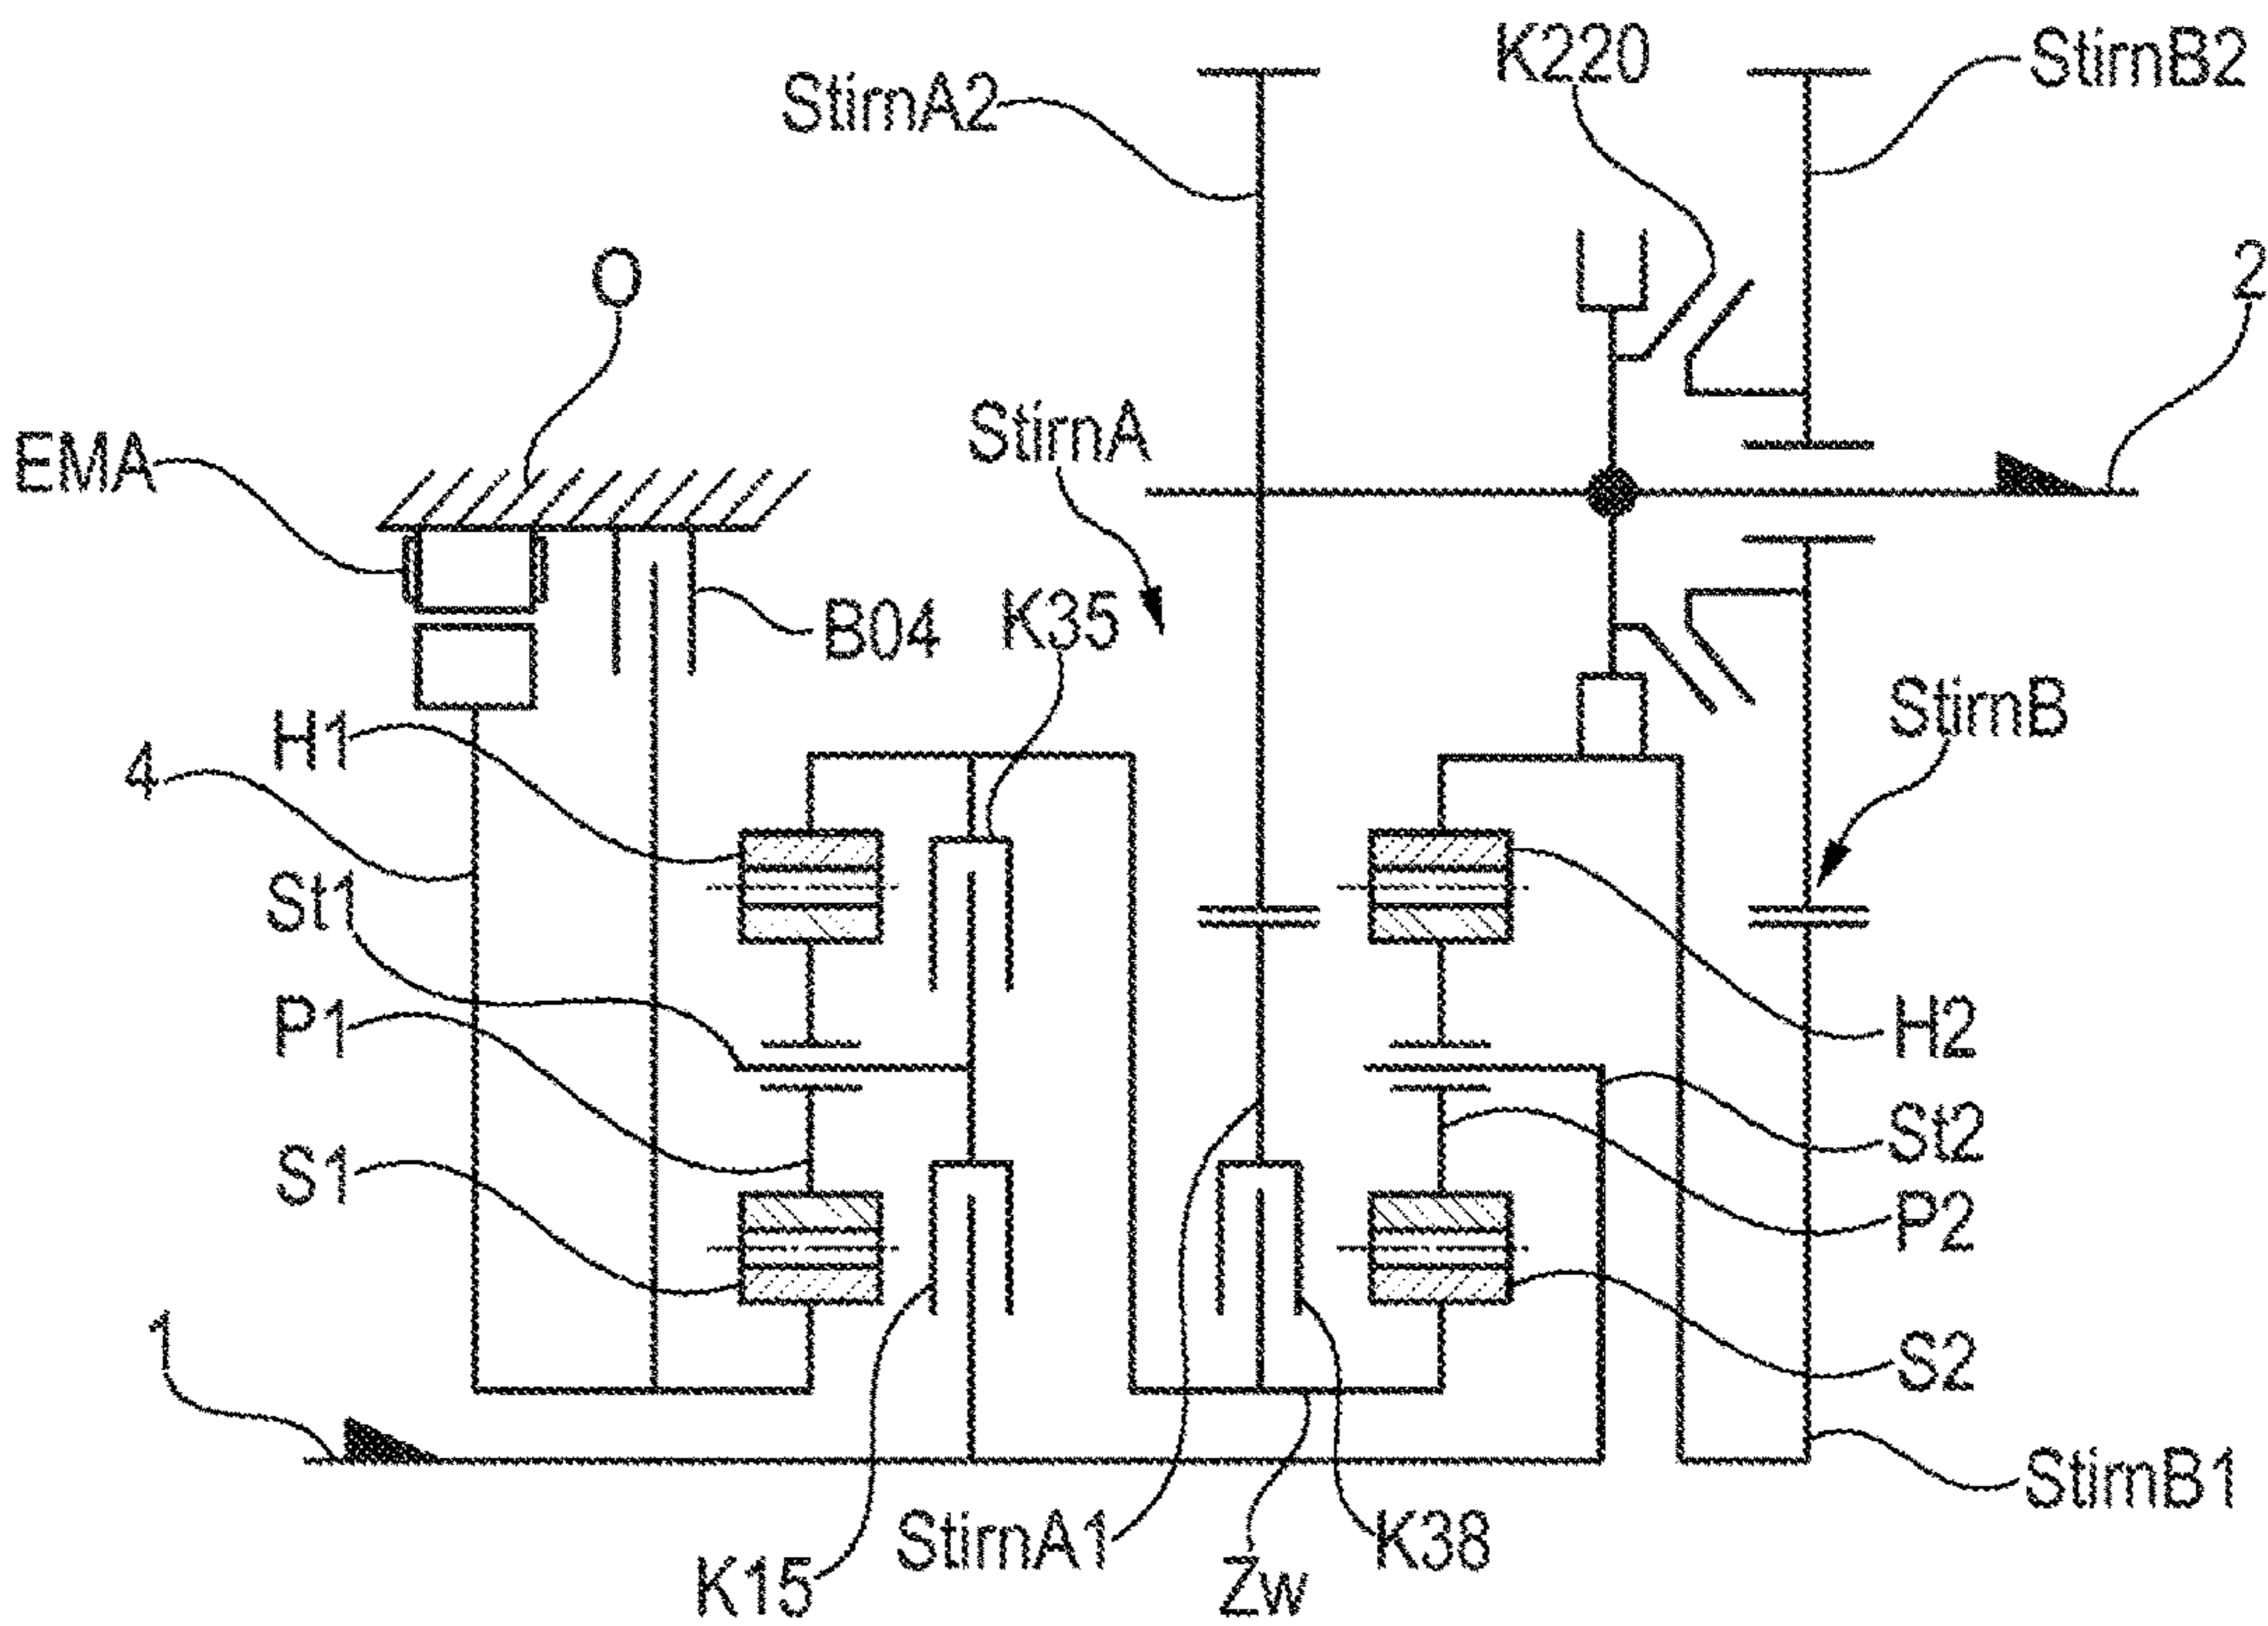 K220
StirnB2
StirnA2
O
2
StirnA
EMA
K35
B04
StirnB
H1
4
St1
P1
H2
St2
S1
P2
1
S2
StirnB1
StirnA1
K38
K15
Zw